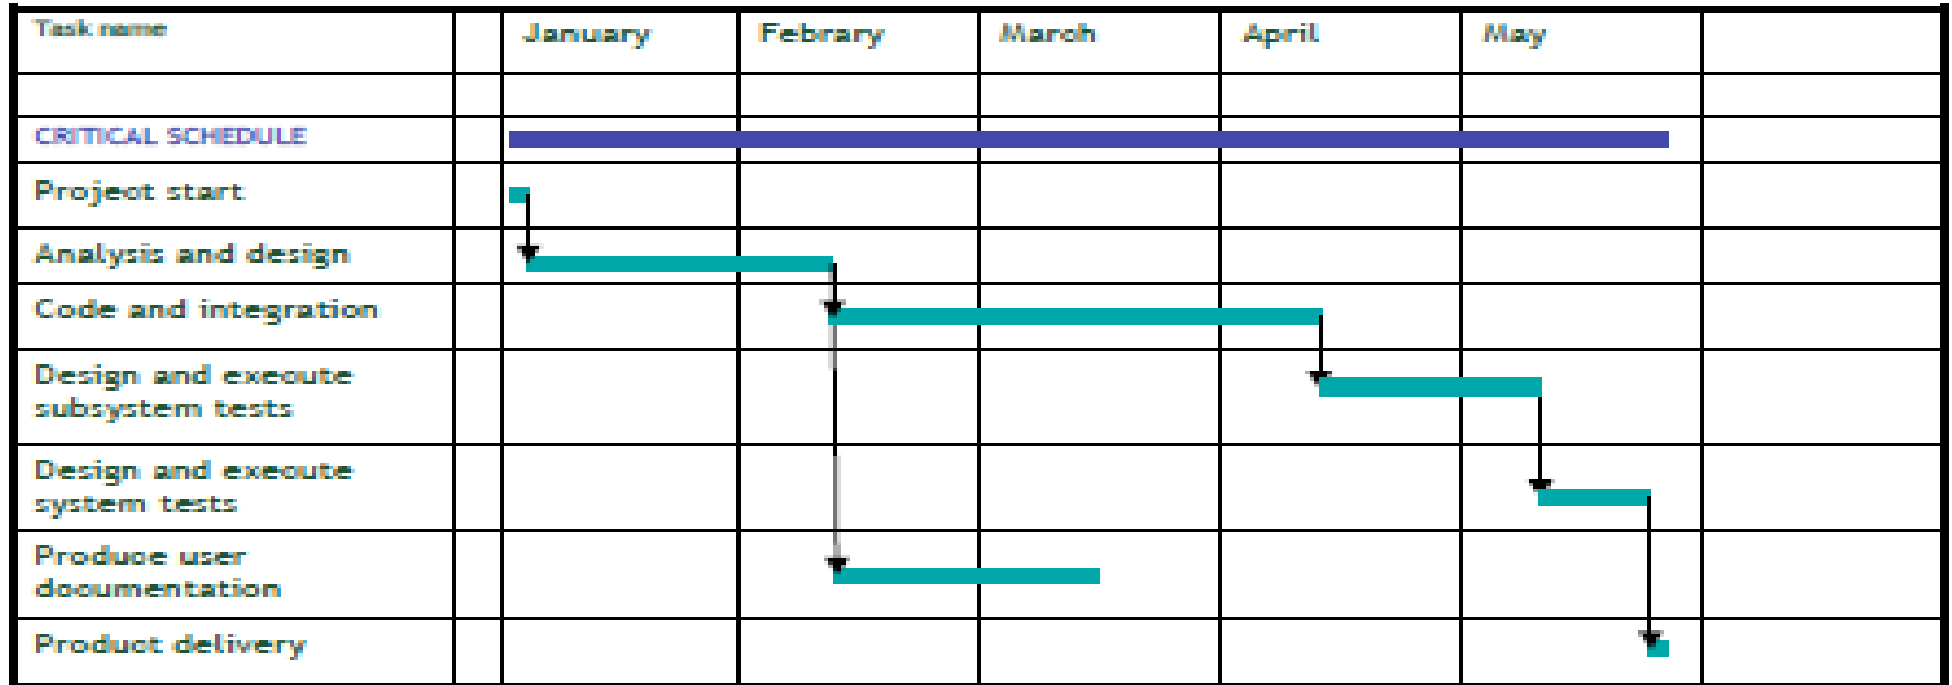 Task name
January
Febrary
March
April
May
CRITICAL SCHEDULE
Project start
Analysis and design
Code and integration
Design and execute
subsystem tests
Design and execute
system tests
Produce user
documentation
Product delivery